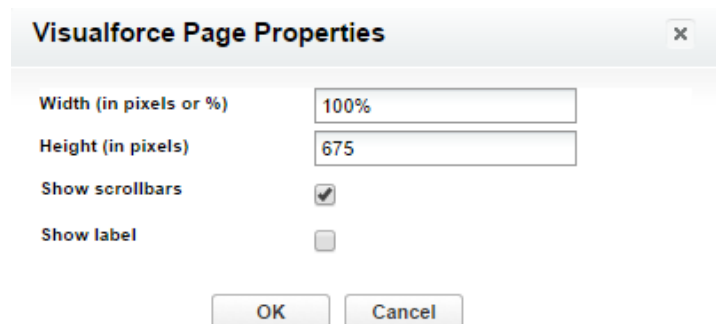 Visualforce Page Properties
Width (in pixels or %) 100%
Height (in pixels) 675
Show scrollbars
Show label
OK Cancel